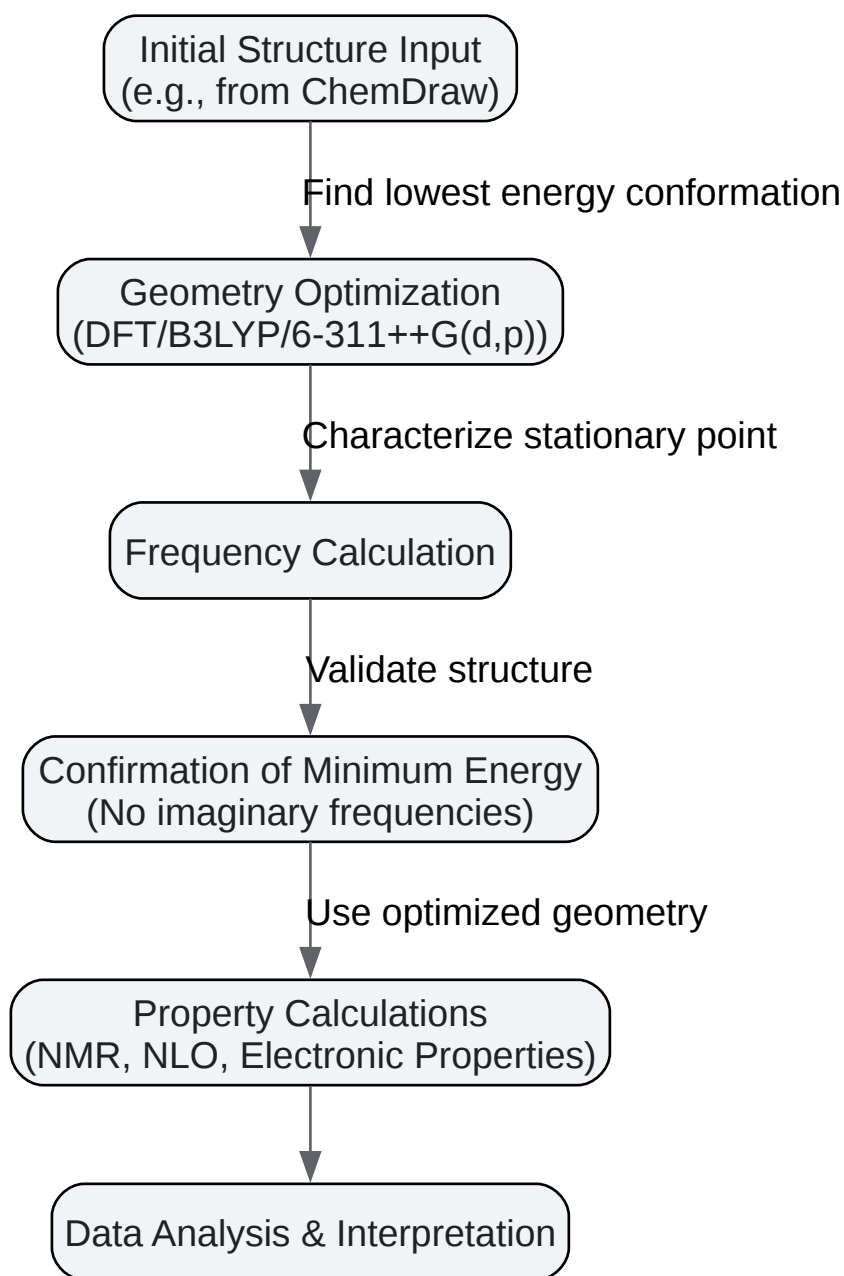 Initial Structure Input
(e.g., from ChemDraw)
Find lowest energy conformation
Geometry Optimization
(DFT/B3LYP/6-311++G(d,p))
Characterize stationary point
Frequency Calculation
Validate structure
Confirmation of Minimum Energy
(No imaginary frequencies)
Use optimized geometry
Property Calculations
(NMR, NLO, Electronic Properties)
Data Analysis & Interpretation